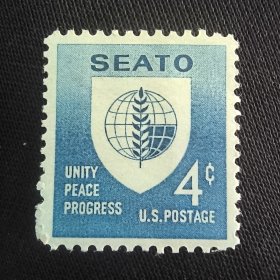 SEATO
UNITY
PEACE
PROGRESS
4¢
U.S. POSTAGE